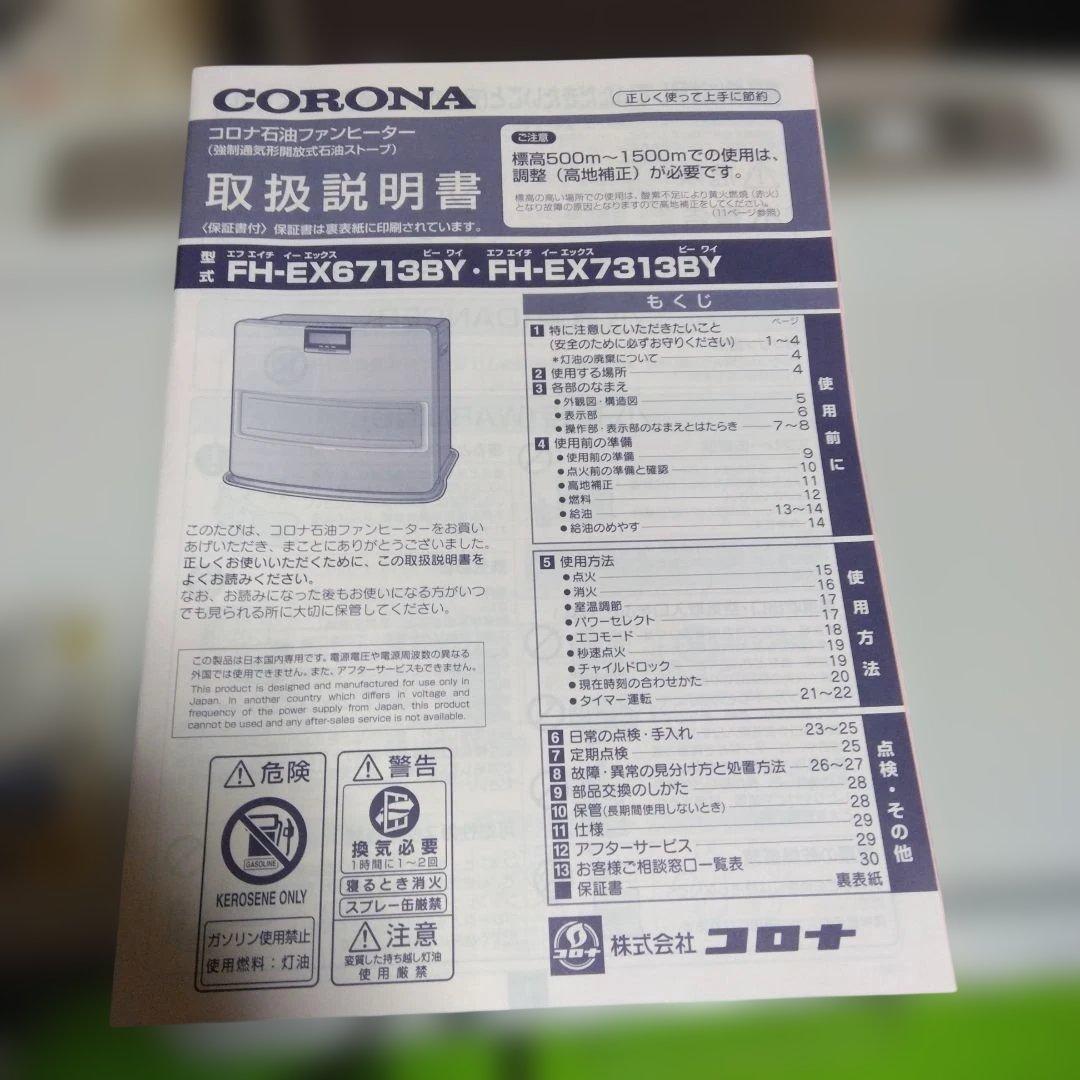 CORONA
正しく使って上手に節約
コロナ石油ファンヒーター
(強制通気形開放式石油ストーブ)
取扱説明書
〈保証書付〉保証書は裏表紙に印刷されています。
ご注意
標高500m〜1500mでの使用は、
調整（高地補正）が必要です。
標高の高い場所での使用は、酸素不足により黄火燃焼（赤火）
となり故障の原因となりますので高地補正をしてください。
(11ページ参照)
型式
エフ エイチ イー エックス ビー ワイ エフ エイチ イー エックス ビー ワイ
FH-EX6713BY・FH-EX7313BY
もくじ
ページ
1 特に注意していただきたいこと
(安全のために必ずお守りください) 1〜4
*灯油の廃棄について 4
2 使用する場所 4
3 各部のなまえ
●外観図・構造図 5
●表示部 6
●操作部・表示部のなまえとはたらき 7〜8
4 使用前の準備
●使用前の準備 9
●点火前の準備と確認 10
●高地補正 11
●燃料 12
●給油 13〜14
●給油のめやす 14
使用前に
5 使用方法
●点火 15
●消火 16
●室温調節 17
●パワーセレクト 17
●エコモード 18
●秒速点火 19
●チャイルドロック 19
●現在時刻の合わせかた 20
●タイマー運転 21〜22
使用方法
6 日常の点検・手入れ 23〜25
7 定期点検 25
8 故障・異常の見分け方と処置方法 26〜27
9 部品交換のしかた 28
10 保管(長期間使用しないとき) 28
11 仕様 29
12 アフターサービス 29
13 お客様ご相談窓口一覧表 30
■ 保証書 裏表紙
点検・その他
このたびは、コロナ石油ファンヒーターをお買い
あげいただき、まことにありがとうございました。
正しくお使いいただくために、この取扱説明書を
よくお読みください。
なお、お読みになった後もお使いになる方がいつ
でも見られる所に大切に保管してください。
この製品は日本国内専用です。電源電圧や電源周波数の異なる
外国では使用できません。また、アフターサービスもできません。
This product is designed and manufactured for use only in
Japan. In another country which differs in voltage and
frequency of the power supply from Japan, this product
cannot be used and any after-sales service is not available.
危険
GASOLINE
KEROSENE ONLY
ガソリン使用禁止
使用燃料：灯油
警告
換気必要
1時間に1〜2回
寝るとき消火
スプレー缶厳禁
注意
変質した持ち越し灯油
使用厳禁
コロナ
株式会社 コロナ